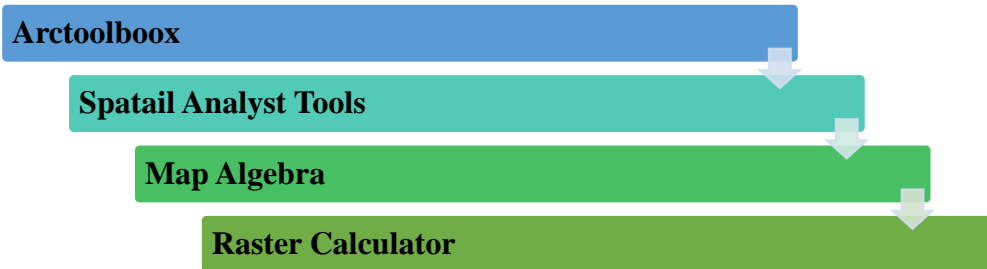 Arctoolboox
Spatail Analyst Tools
Map Algebra
Raster Calculator